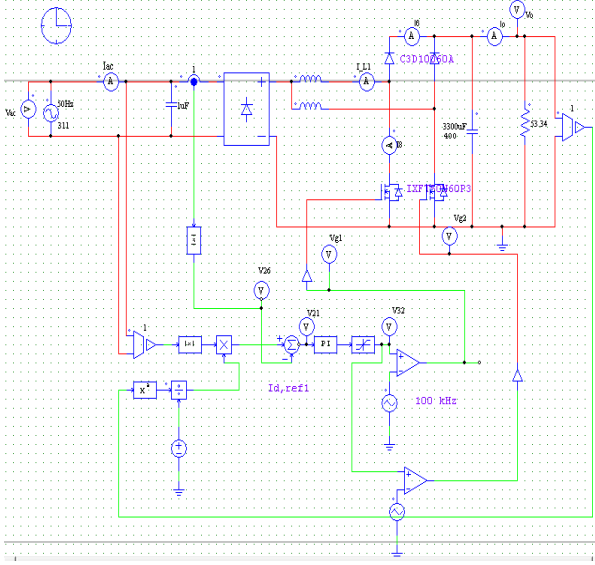 I6
A
Io
A
V
Vo
C3D10060A
Iac
A
1
I_L1
A
50Hz
311
1uF
Vac
V
3300uF
400
53.34
1
A
I8
Vg2
V
Vg1
V
V26
V
V21
V
V32
V
1
|x|
X
PI
Id,ref1
100 kHz